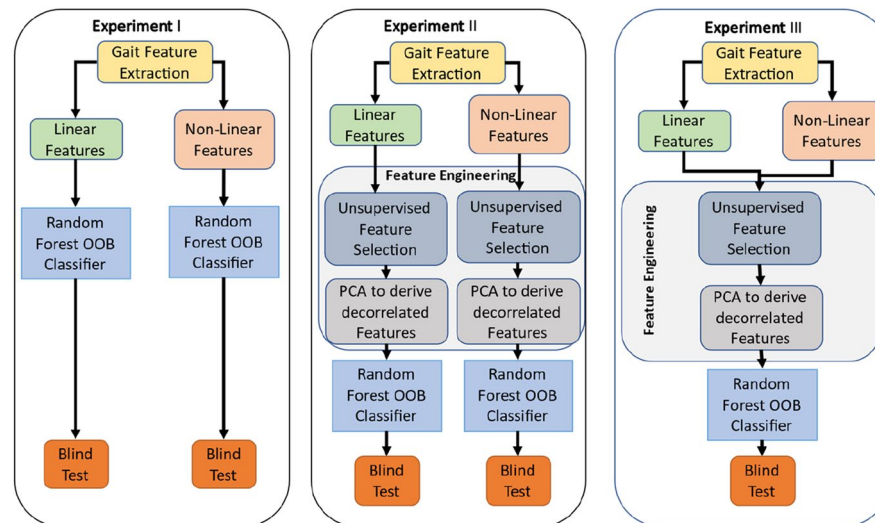 Experiment I
Gait Feature
Extraction
Linear
Features
Non-Linear
Features
Random
Forest OOB
Classifier
Random
Forest OOB
Classifier
Blind
Test
Blind
Test
Experiment II
Gait Feature
Extraction
Linear
Features
Non-Linear
Features
Feature Engineering
Unsupervised
Feature
Selection
Unsupervised
Feature
Selection
PCA to derive
decorrelated
Features
PCA to derive
decorrelated
Features
Random
Forest OOB
Classifier
Random
Forest OOB
Classifier
Blind
Test
Blind
Test
Experiment III
Gait Feature
Extraction
Linear
Features
Non-Linear
Features
Feature Engineering
Unsupervised
Feature
Selection
PCA to derive
decorrelated
Features
Random
Forest OOB
Classifier
Blind
Test